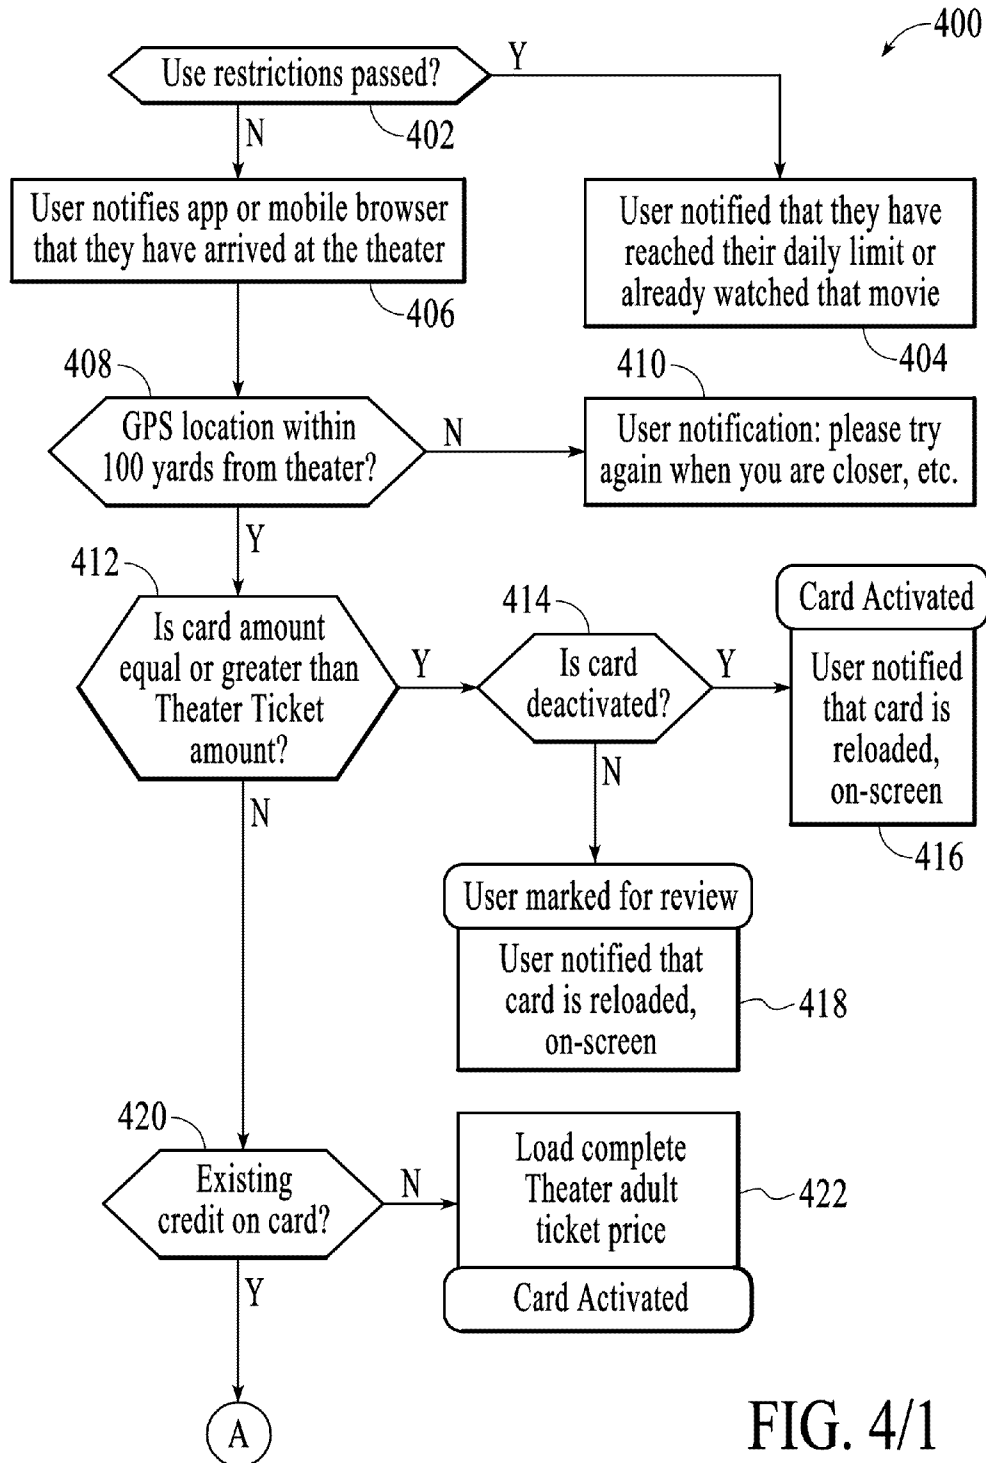 400
Use restrictions passed?
Y
402
N
User notifies app or mobile browser
that they have arrived at the theater
406
User notified that they have
reached their daily limit or
already watched that movie
404
408
GPS location within
100 yards from theater?
N
410
User notification: please try
again when you are closer, etc.
Y
412
Is card amount
equal or greater than
Theater Ticket
amount?
Y
414
Is card
deactivated?
Y
Card Activated
User notified
that card is
reloaded,
on-screen
416
N
User marked for review
User notified that
card is reloaded,
on-screen
418
N
420
Existing
credit on card?
N
Load complete
Theater adult
ticket price
422
Card Activated
Y
A
FIG. 4/1